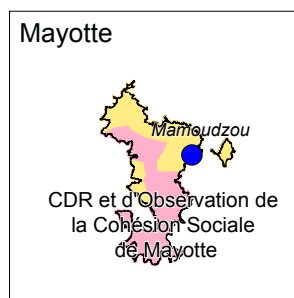 Mayotte
Mamoudzou
CDR et d'Observation de
la Cohésion Sociale
de Mayotte